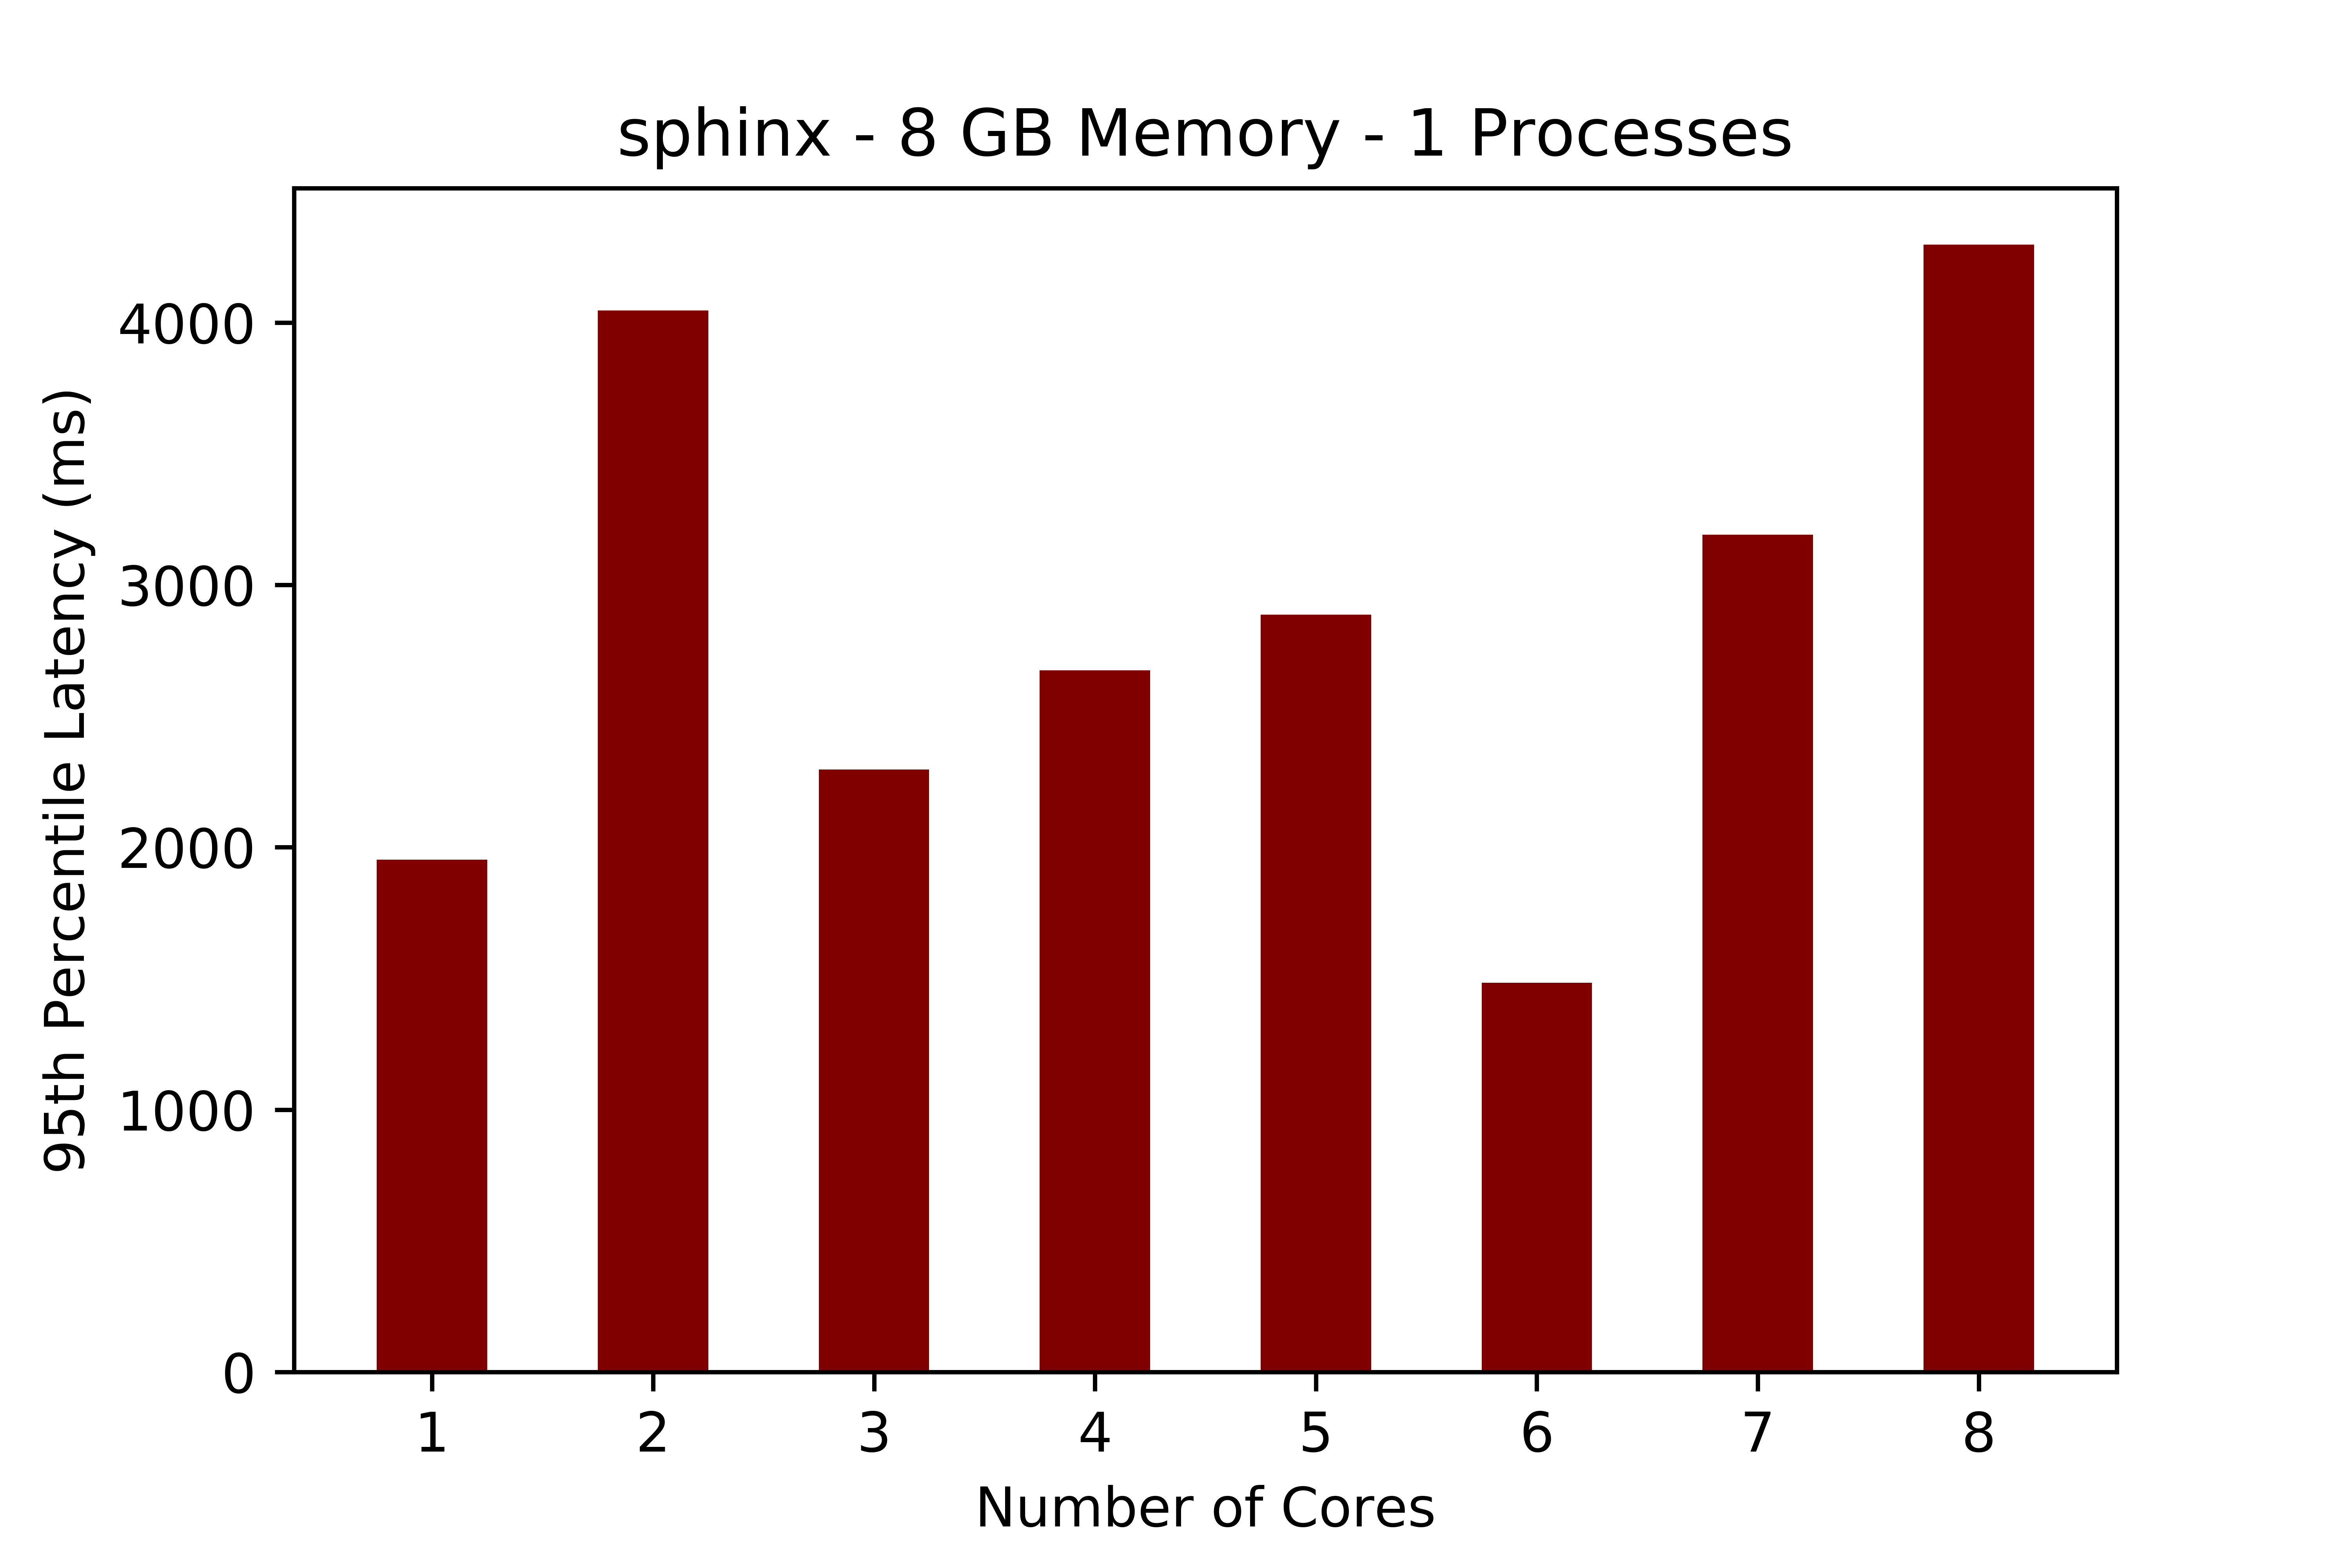 sphinx - 8 GB Memory - 1 Processes
95th Percentile Latency (ms)
4000
3000
2000
1000
0
1 2 3 4 5 6 7 8
Number of Cores